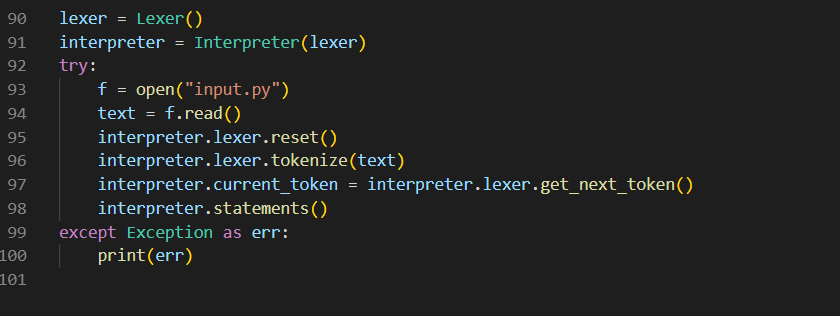 90 lexer = Lexer()
91 interpreter = Interpreter(lexer)
92 try:
93     f = open("input.py")
94     text = f.read()
95     interpreter.lexer.reset()
96     interpreter.lexer.tokenize(text)
97     interpreter.current_token = interpreter.lexer.get_next_token()
98     interpreter.statements()
99 except Exception as err:
100     print(err)
101